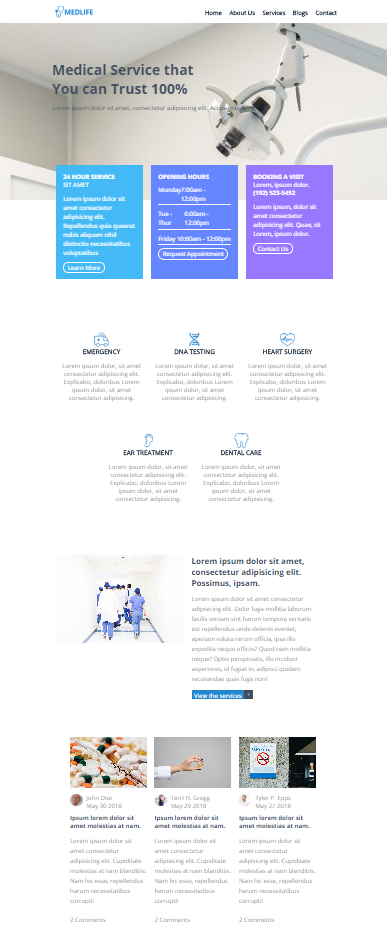 MEDLIFE
Home About Us Services Blogs Contact
Medical Service that
You can Trust 100%
Lorem ipsum dolor sit amet, consectetur adipisicing elit.
24 HOUR SERVICE
SIT AMET
Lorem ipsum dolor sit
amet consectetur
adipisicing elit.
Repellendus quia quaerat
nobis aliquam nihil
distinctio necessitatibus
voluptatibus
Learn More
OPENING HOURS
Monday 7:00am –
12:00pm
Tue – 6:00am –
Thur 12:00pm
Friday 10:00am – 12:00pm
Request Appointment
BOOKING A VISIT
Lorem, ipsum dolor.
(192) 523-5452
Lorem, ipsum dolor sit
amet consectetur
adipisicing elit. Quae, sit
Lorem, ipsum dolo.
Contact Us
EMERGENCY
Lorem ipsum dolor, sit amet
consectetur adipisicing elit.
Explicabo, doloribus Lorem
ipsum dolor, sit amet
consectetur adipisicing.
DNA TESTING
Lorem ipsum dolor, sit amet
consectetur adipisicing elit.
Explicabo, doloribus Lorem
ipsum dolor, sit amet
consectetur adipisicing.
HEART SURGERY
Lorem ipsum dolor, sit amet
consectetur adipisicing elit.
Explicabo, doloribus Lorem
ipsum dolor, sit amet
consectetur adipisicing.
EAR TREATMENT
Lorem ipsum dolor, sit amet
consectetur adipisicing elit.
Explicabo, doloribus Lorem
ipsum dolor, sit amet
consectetur adipisicing.
DENTAL CARE
Lorem ipsum dolor, sit amet
consectetur adipisicing elit.
Explicabo, doloribus Lorem
ipsum dolor, sit amet
consectetur adipisicing.
Lorem ipsum dolor sit amet,
consectetur adipisicing elit.
Possimus, ipsam.
Lorem ipsum dolor sit amet consectetur
adipisicing elit. Dolor fuga mollitia laborum
facilis veniam sint harum tempora veritatis
est repellendus unde deleniti eveniet,
aperiam soluta rerum officia, ipsa illo
expedita neque officiis? Quod nam mollitia
neque? Optio perspiciatis, illo incidunt
asperiores, id fugiat in, adipisci quidem
recusandae quas fuga non!
View the services +
John Doe
May 30 2018
Ipsum lorem dolor sit
amet molestias at nam.
Lorem ipsum dolor sit
amet consectetur
adipisicing elit. Cupiditate
molestias at nam blanditiis.
Nam hic esse, repellendus
harum necessitatibus
corrupti!
2 Comments
Terri H. Gregg
May 29 2018
Ipsum lorem dolor sit
amet molestias at nam.
Lorem ipsum dolor sit
amet consectetur
adipisicing elit. Cupiditate
molestias at nam blanditiis.
Nam hic esse, repellendus
harum necessitatibus
corrupti!
2 Comments
Tyler P. Epps
May 27 2018
Ipsum lorem dolor sit
amet molestias at nam.
Lorem ipsum dolor sit
amet consectetur
adipisicing elit. Cupiditate
molestias at nam blanditiis.
Nam hic esse, repellendus
harum necessitatibus
corrupti!
2 Comments